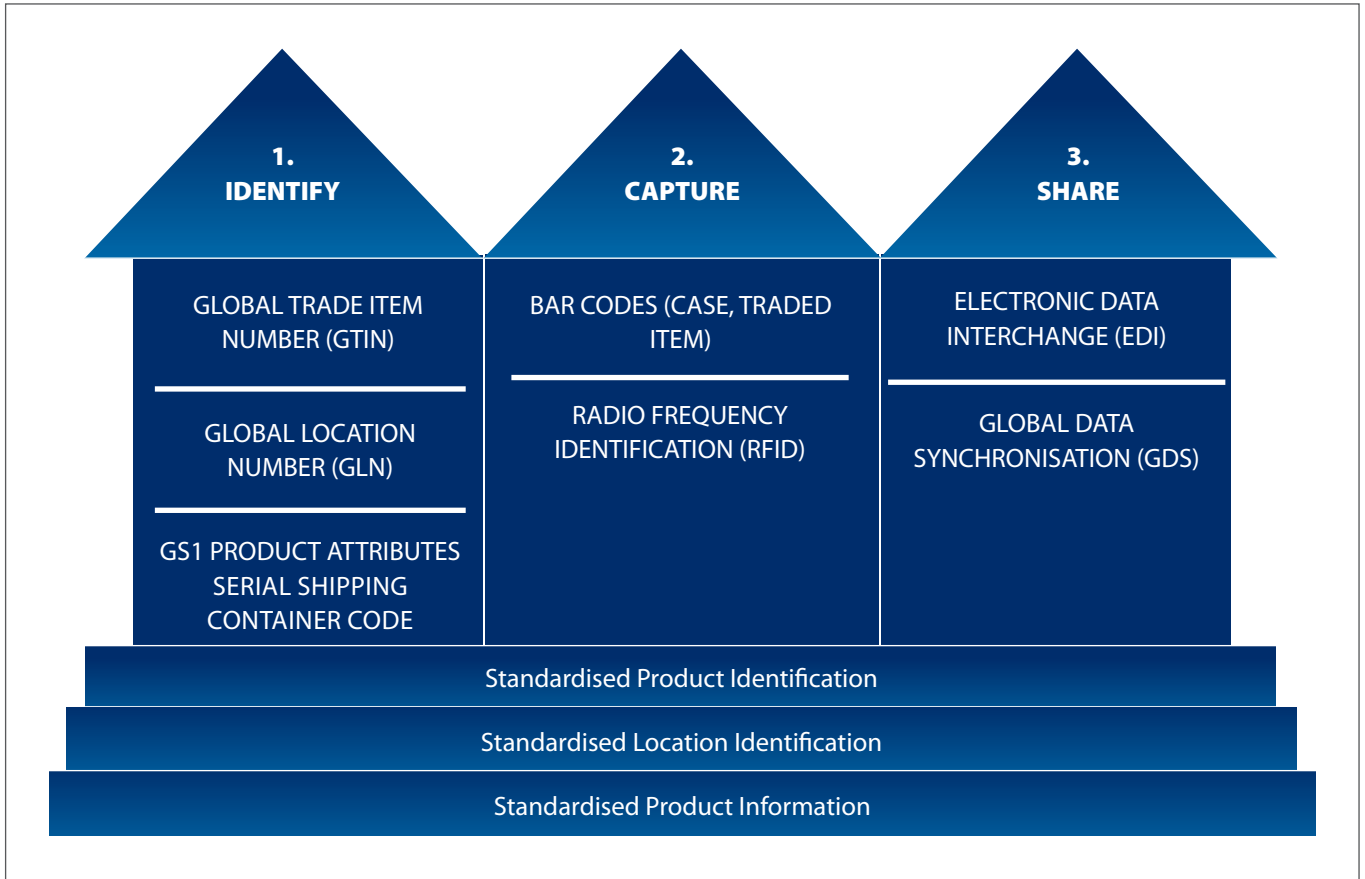 1.
IDENTIFY
GLOBAL TRADE ITEM
NUMBER (GTIN)
GLOBAL LOCATION
NUMBER (GLN)
GS1 PRODUCT ATTRIBUTES
SERIAL SHIPPING
CONTAINER CODE
2.
CAPTURE
BAR CODES (CASE, TRADED
ITEM)
RADIO FREQUENCY
IDENTIFICATION (RFID)
3.
SHARE
ELECTRONIC DATA
INTERCHANGE (EDI)
GLOBAL DATA
SYNCHRONISATION (GDS)
Standardised Product Identification
Standardised Location Identification
Standardised Product Information